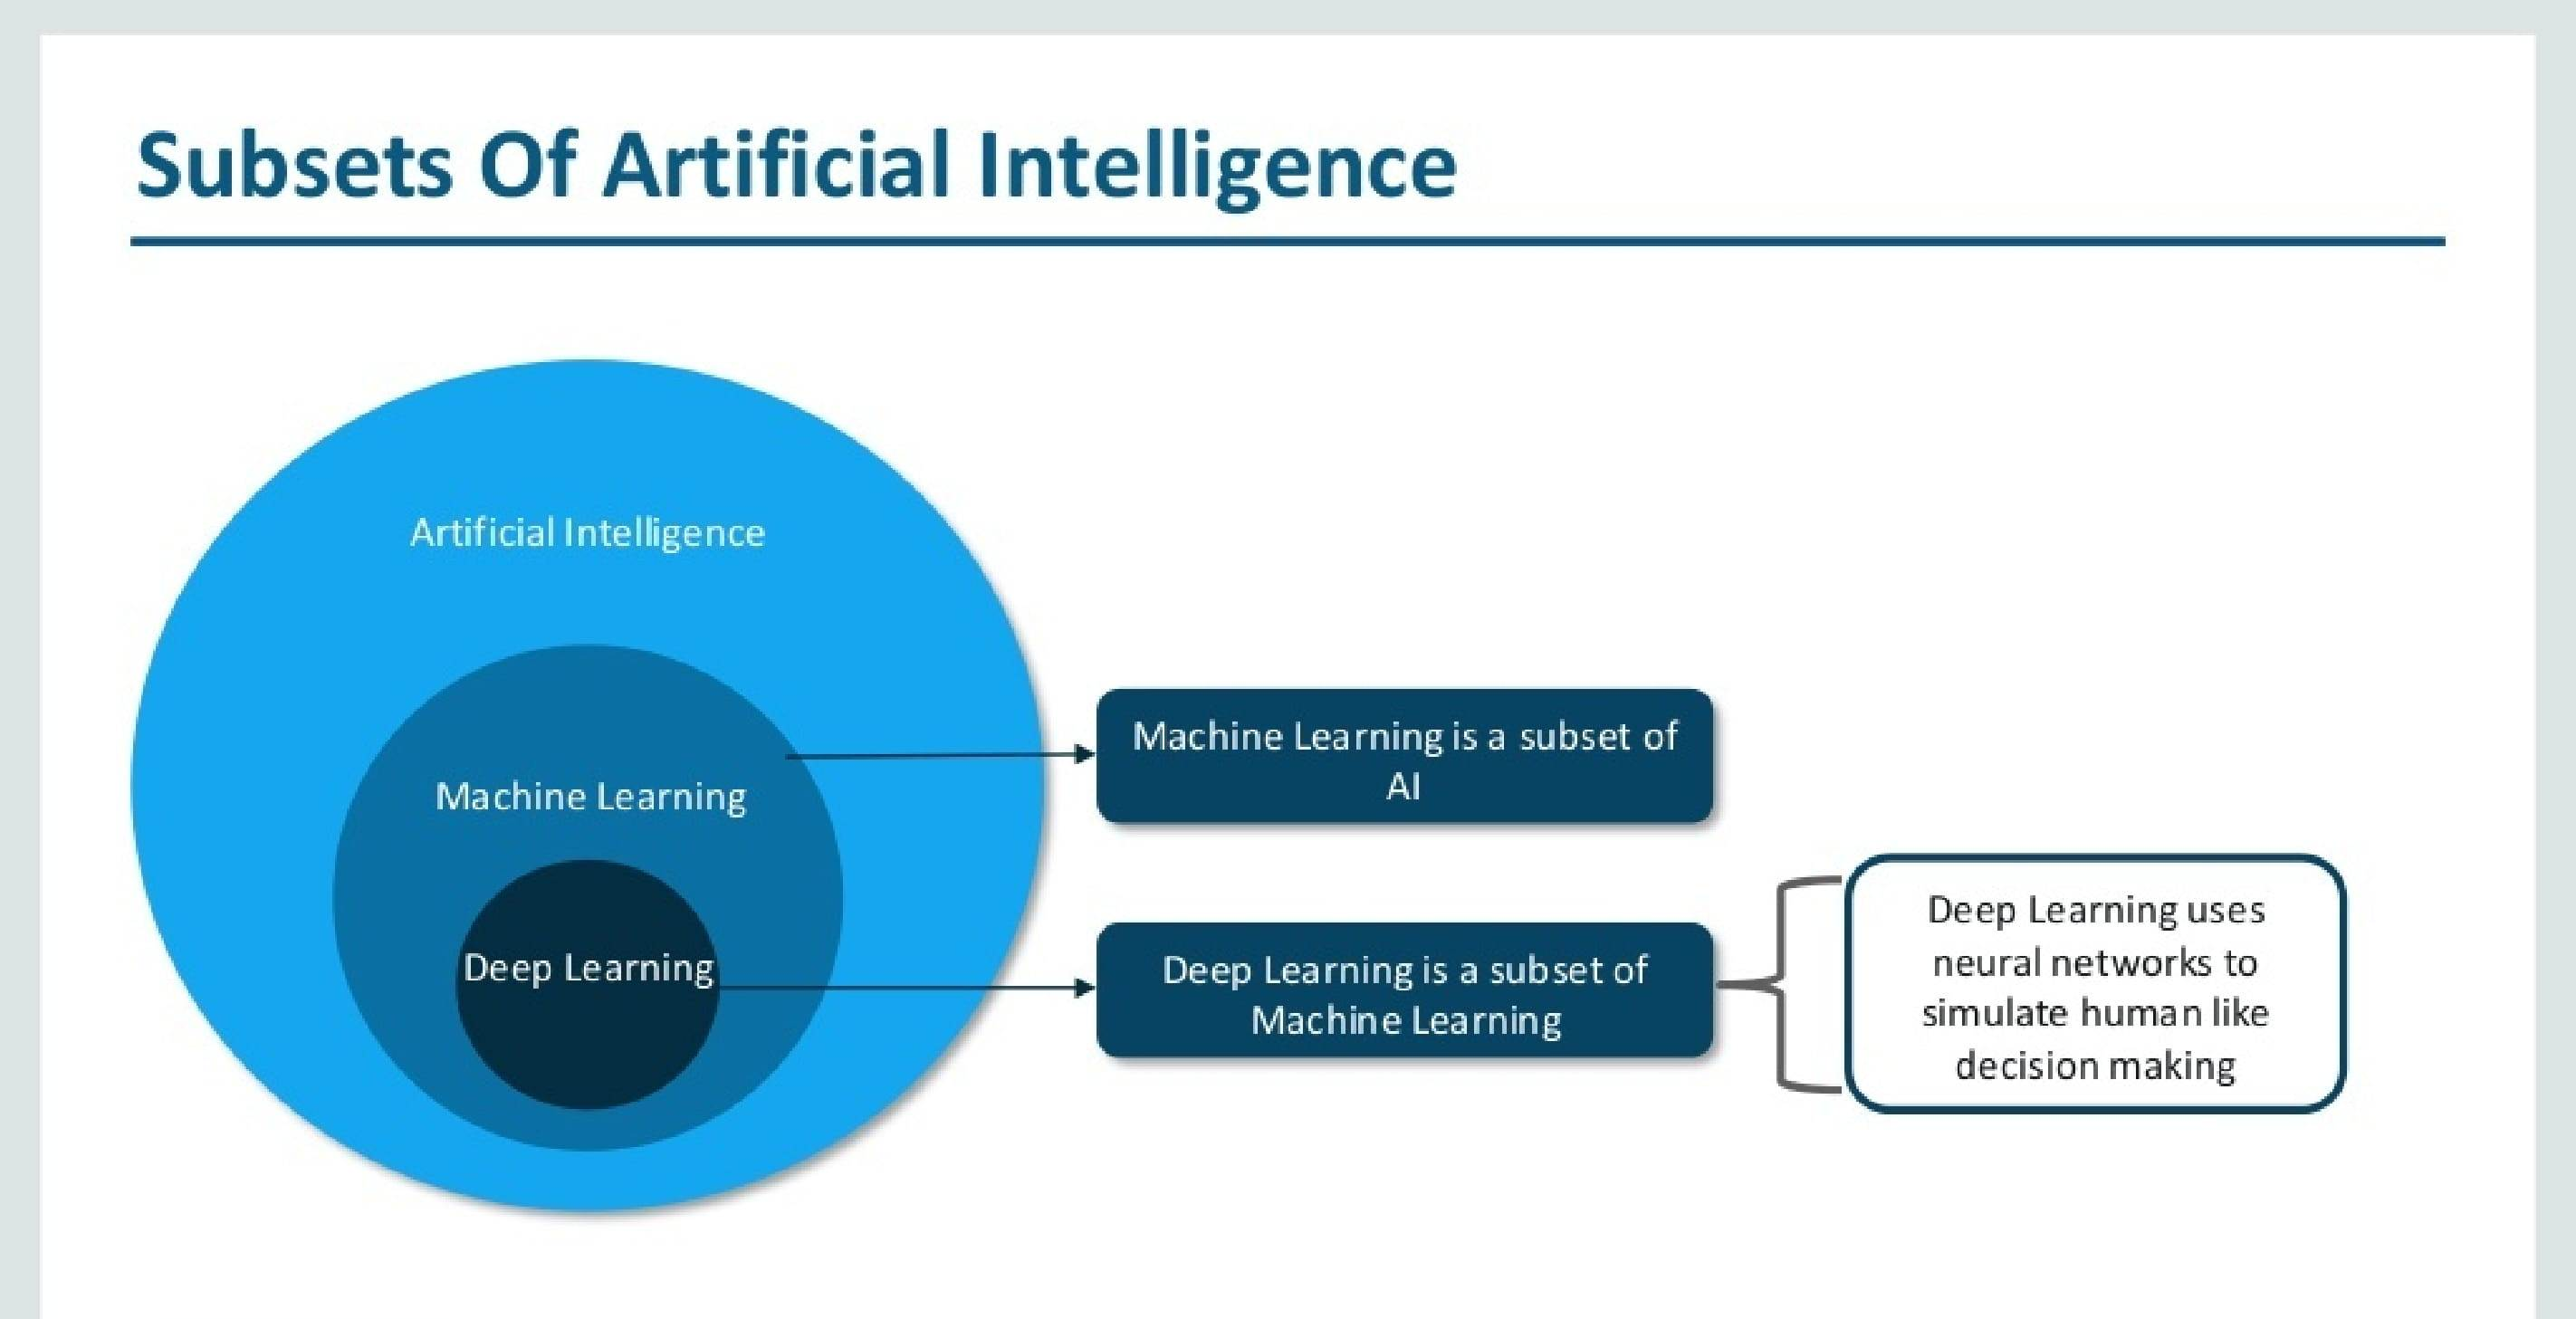 Subsets Of Artificial Intelligence
Artificial Intelligence
Machine Learning
Deep Learning
Machine Learning is a subset of
AI
Deep Learning is a subset of
Machine Learning
Deep Learning uses
neural networks to
simulate human like
decision making